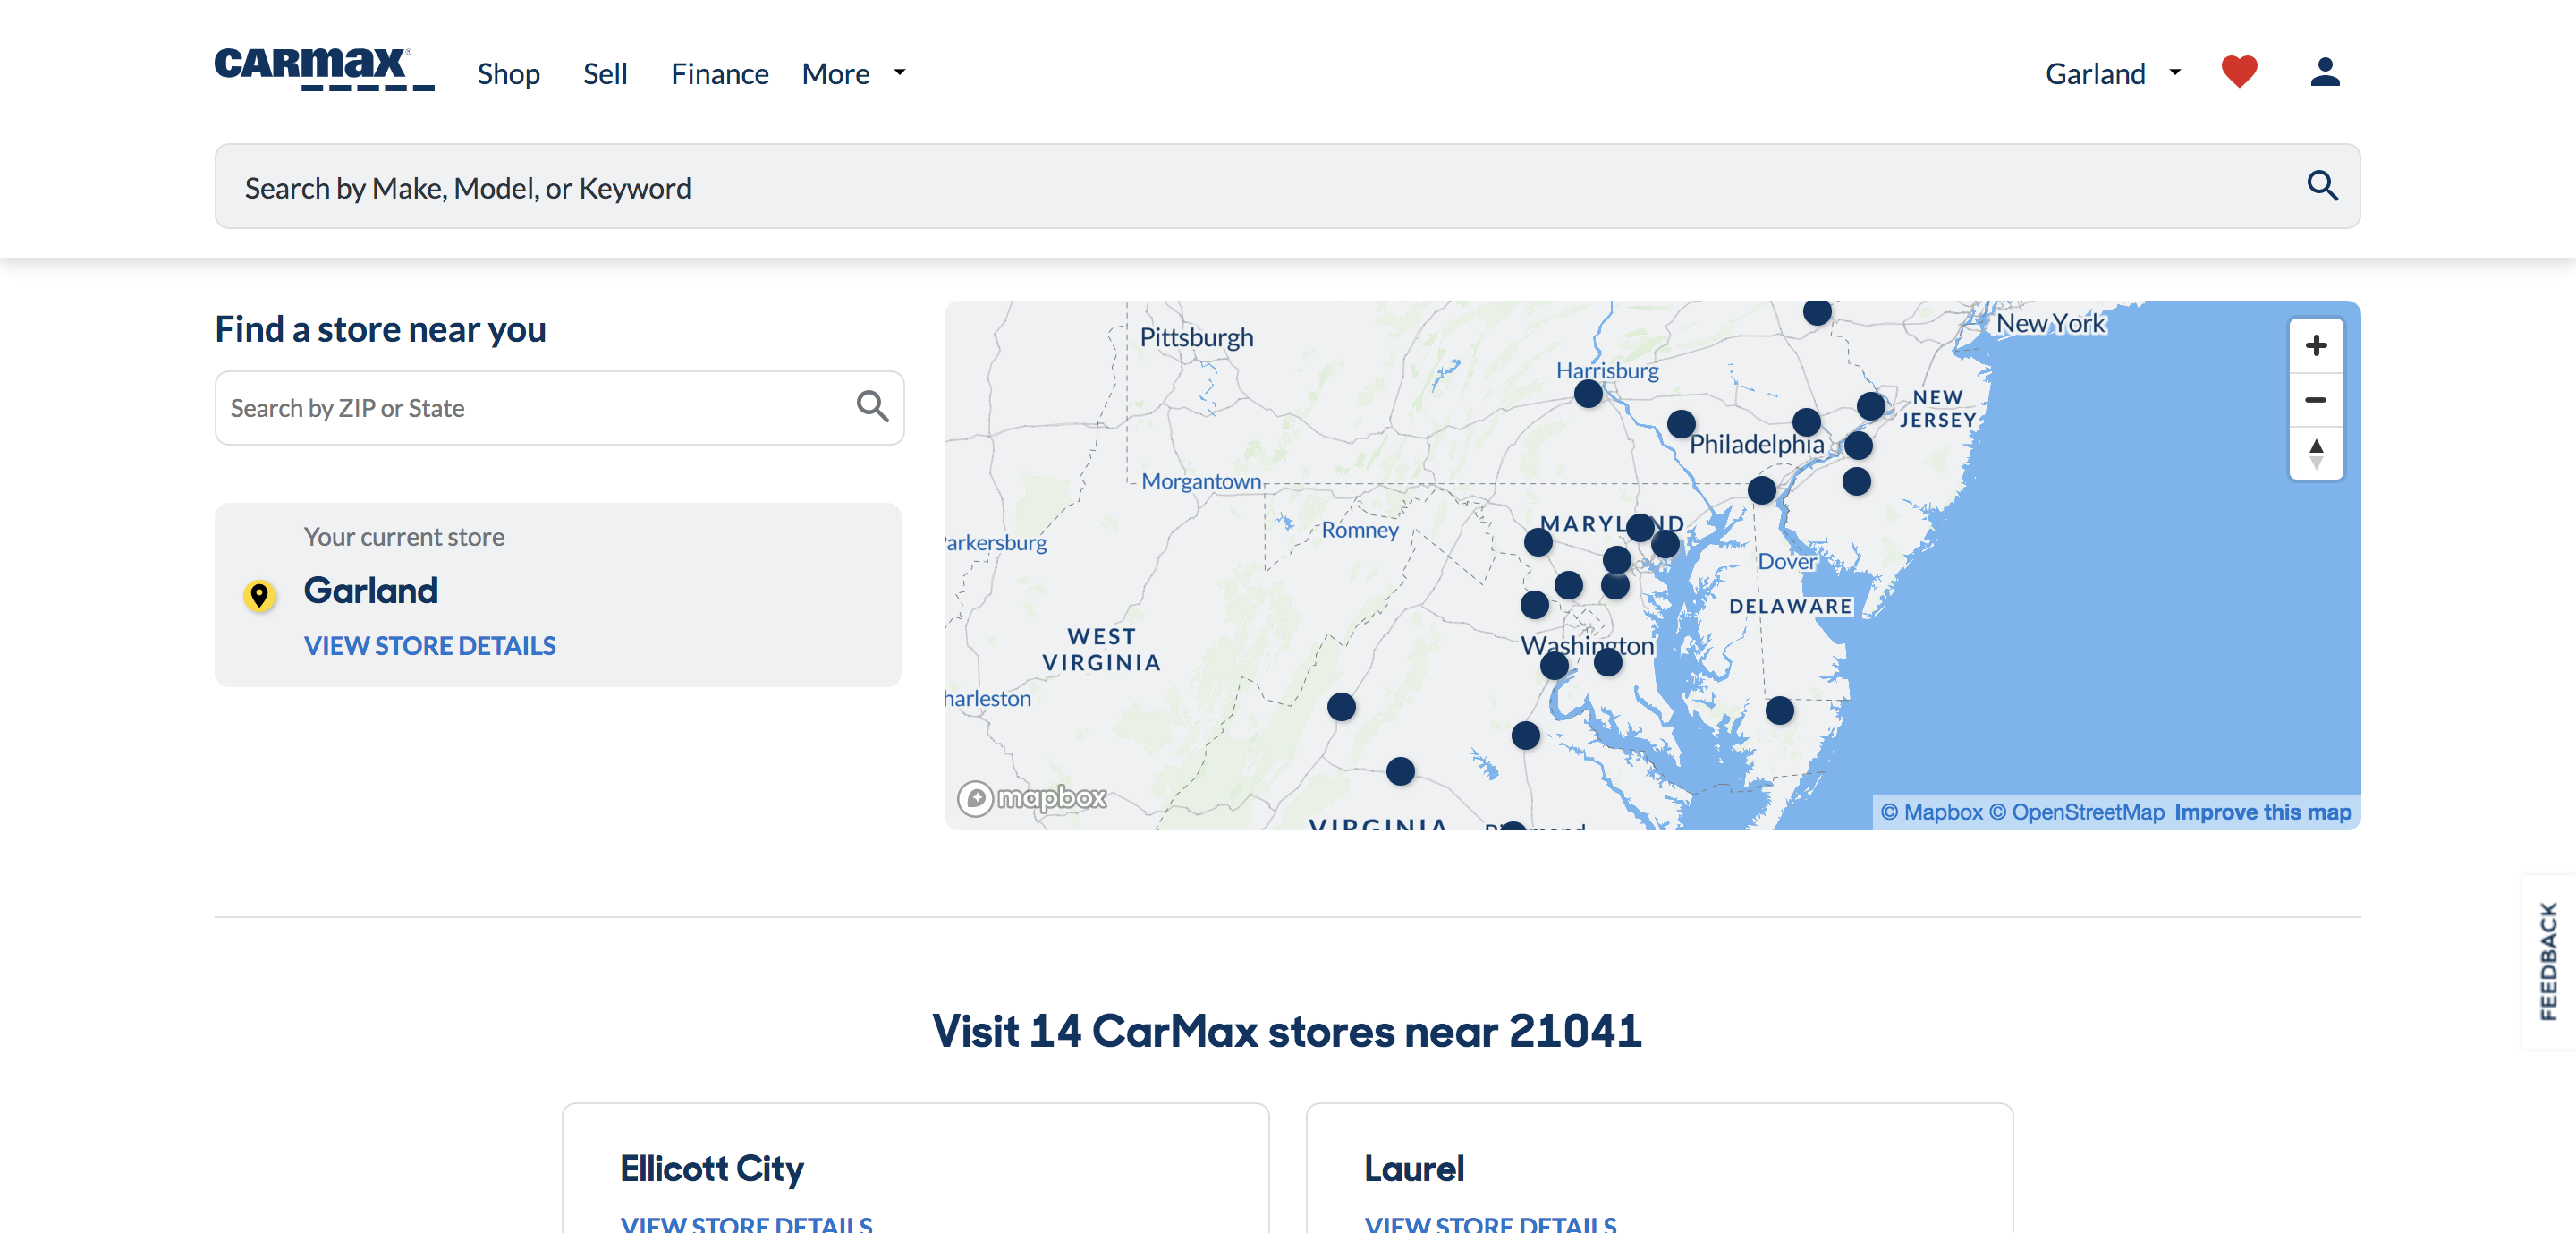 CARMAX®
Shop Sell Finance More
Garland
Search by Make, Model, or Keyword
Find a store near you
Search by ZIP or State
Your current store
Garland
VIEW STORE DETAILS
Pittsburgh
New York
Harrisburg
NEW
JERSEY
Philadelphia
Morgantown
MARYLAND
Romney
arkersburg
Dover
DELAWARE
WEST
VIRGINIA
Washington
harleston
mapbox
VIRGINIA
© Mapbox © OpenStreetMap Improve this map
FEEDBACK
Visit 14 CarMax stores near 21041
Ellicott City
VIEW STORE DETAILS
Laurel
VIEW STORE DETAILS